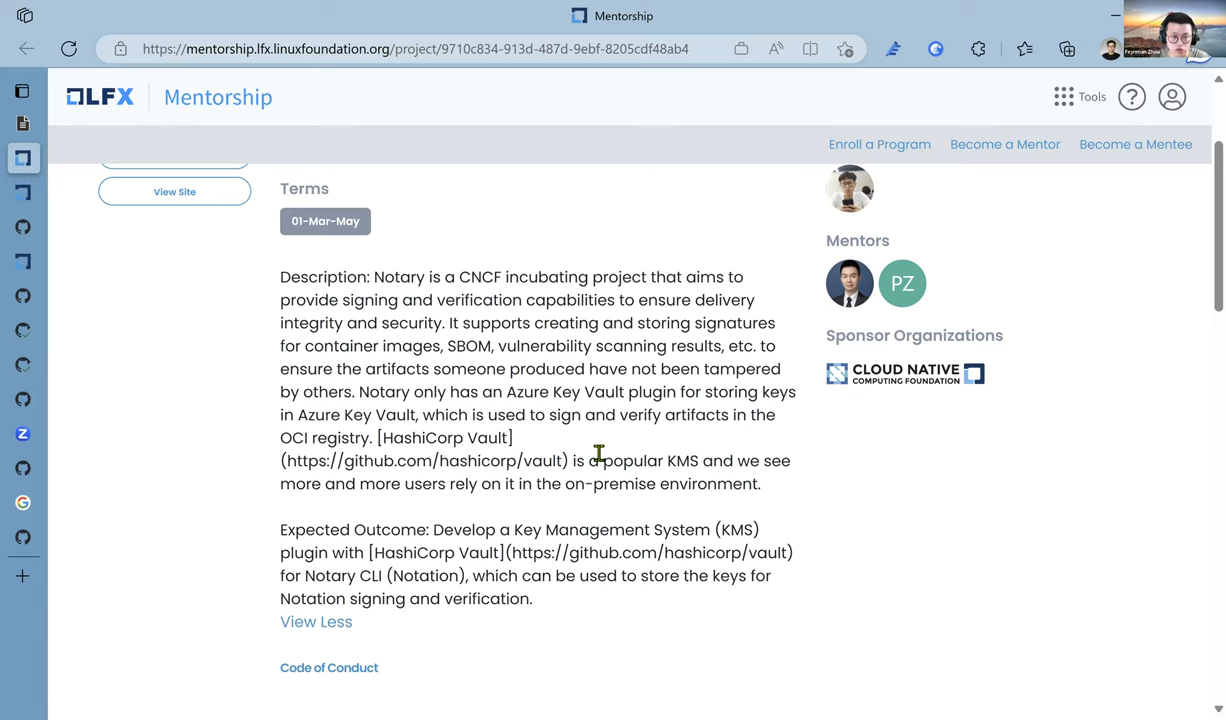 Mentorship
https://mentorship.lfx.linuxfoundation.org/project/9710c834-913d-487d-9ebf-8205cdf48ab4
Feynman Zhou
LFX
Mentorship
Tools
Enroll a Program
Become a Mentor
Become a Mentee
View Site
Terms
01-Mar-May
Description: Notary is a CNCF incubating project that aims to
provide signing and verification capabilities to ensure delivery
integrity and security. It supports creating and storing signatures
for container images, SBOM, vulnerability scanning results, etc. to
ensure the artifacts someone produced have not been tampered
by others. Notary only has an Azure Key Vault plugin for storing keys
in Azure Key Vault, which is used to sign and verify artifacts in the
OCI registry. [HashiCorp Vault]
(https://github.com/hashicorp/vault) is a popular KMS and we see
more and more users rely on it in the on-premise environment.
Expected Outcome: Develop a Key Management System (KMS)
plugin with [HashiCorp Vault](https://github.com/hashicorp/vault)
for Notary CLI (Notation), which can be used to store the keys for
Notation signing and verification.
View Less
Code of Conduct
Mentors
PZ
Sponsor Organizations
CLOUD NATIVE
COMPUTING FOUNDATION